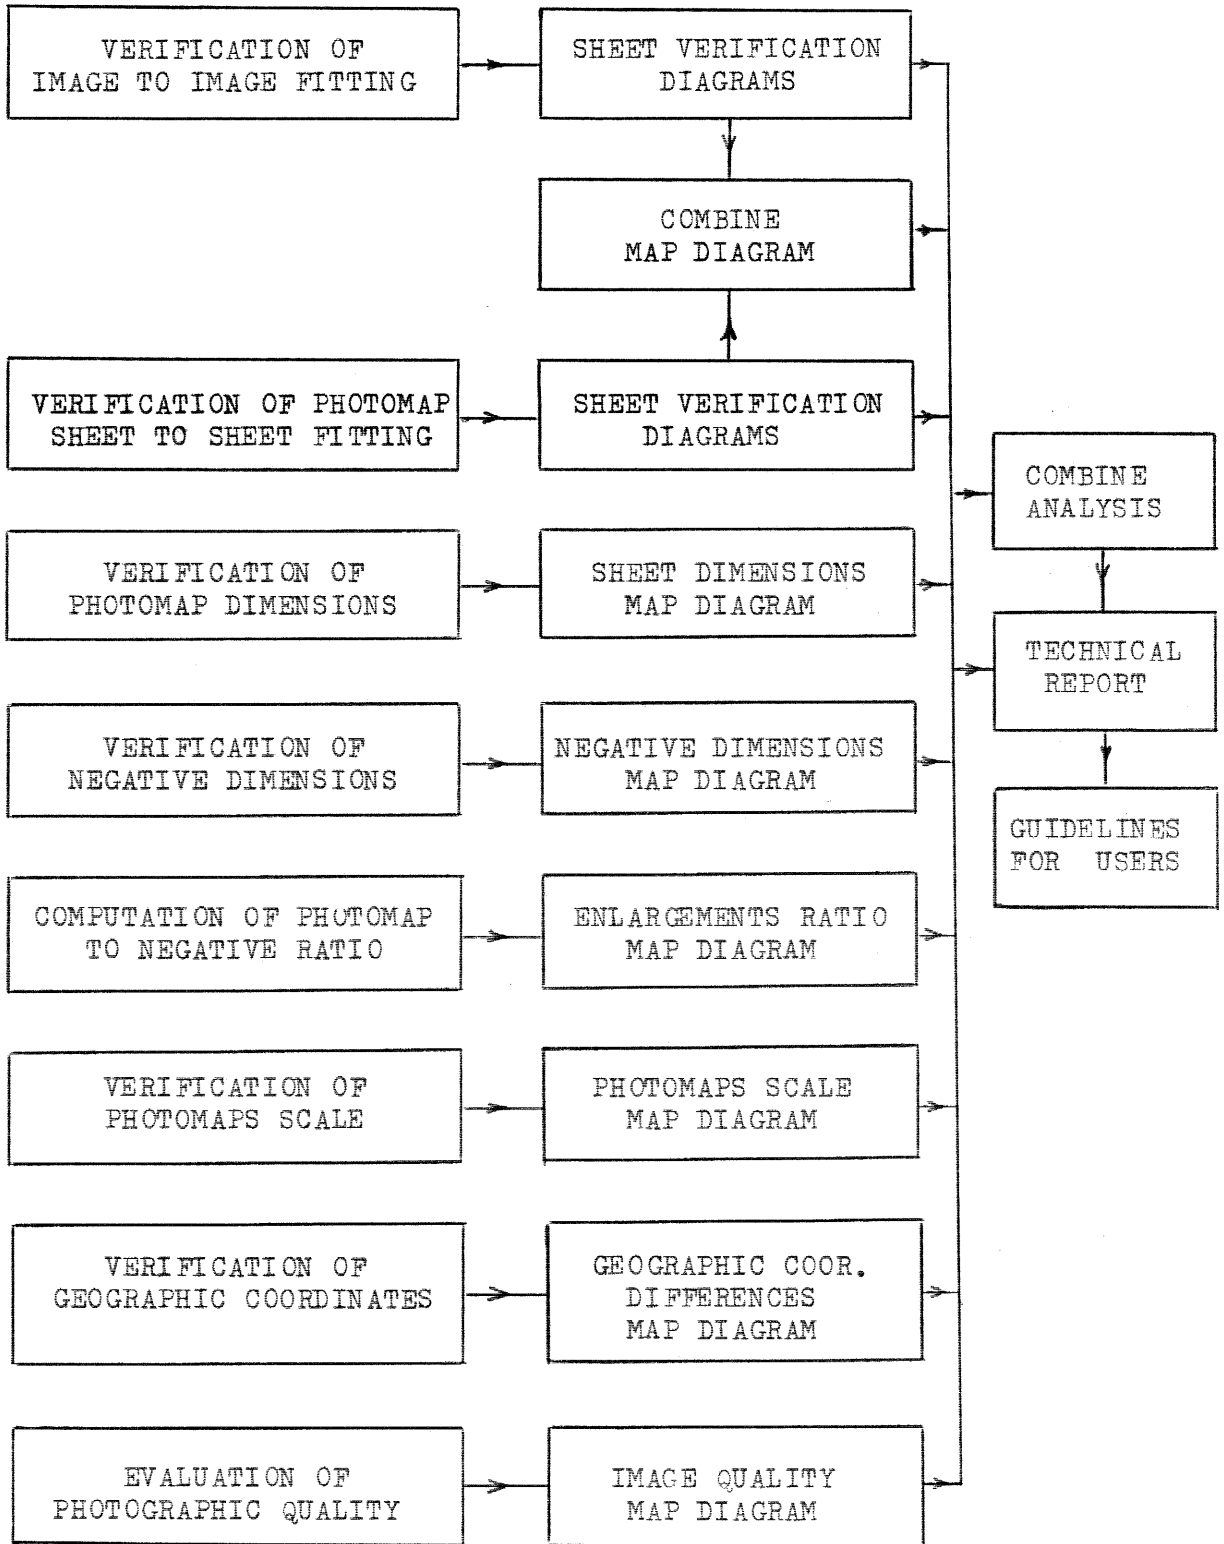 VERIFICATION OF
IMAGE TO IMAGE FITTING
SHEET VERIFICATION
DIAGRAMS
COMBINE
MAP DIAGRAM
VERIFICATION OF PHOTOMAP
SHEET TO SHEET FITTING
SHEET VERIFICATION
DIAGRAMS
COMBINE
ANALYSIS
VERIFICATION OF
PHOTOMAP DIMENSIONS
SHEET DIMENSIONS
MAP DIAGRAM
TECHNICAL
REPORT
VERIFICATION OF
NEGATIVE DIMENSIONS
NEGATIVE DIMENSIONS
MAP DIAGRAM
GUIDELINES
FOR USERS
COMPUTATION OF PHOTOMAP
TO NEGATIVE RATIO
ENLARGEMENTS RATIO
MAP DIAGRAM
VERIFICATION OF
PHOTOMAPS SCALE
PHOTOMAPS SCALE
MAP DIAGRAM
VERIFICATION OF
GEOGRAPHIC COORDINATES
GEOGRAPHIC COOR.
DIFFERENCES
MAP DIAGRAM
EVALUATION OF
PHOTOGRAPHIC QUALITY
IMAGE QUALITY
MAP DIAGRAM